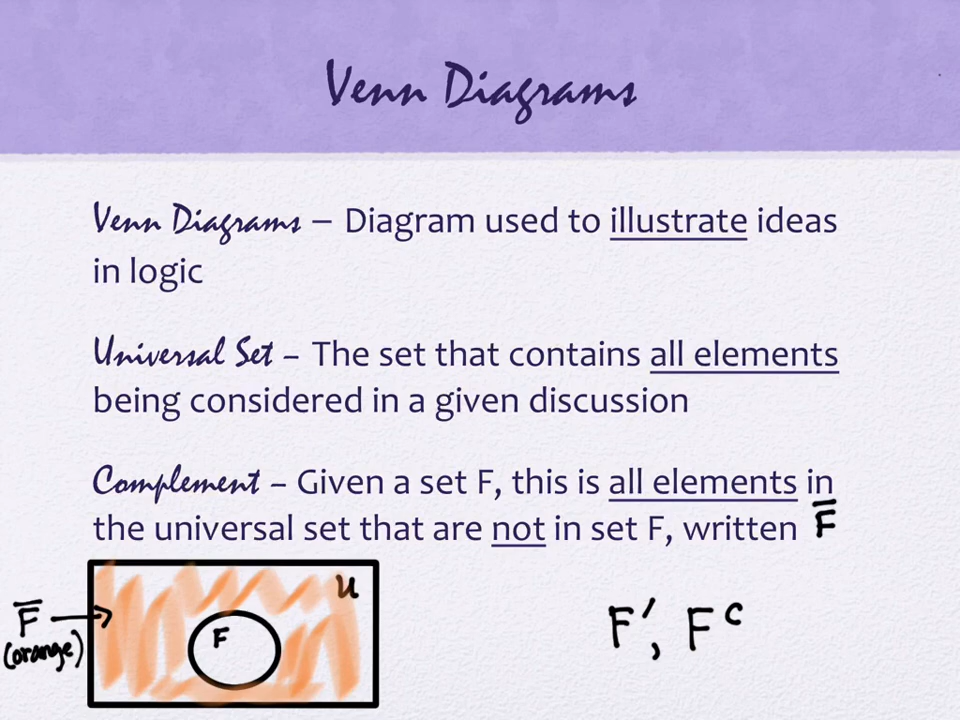 Venn Diagrams
Venn Diagrams – Diagram used to illustrate ideas
in logic
Universal Set – The set that contains all elements
being considered in a given discussion
Complement – Given a set F, this is all elements in
the universal set that are not in set F, written F̅
U
F̅
(orange)
F
F′, Fᶜ